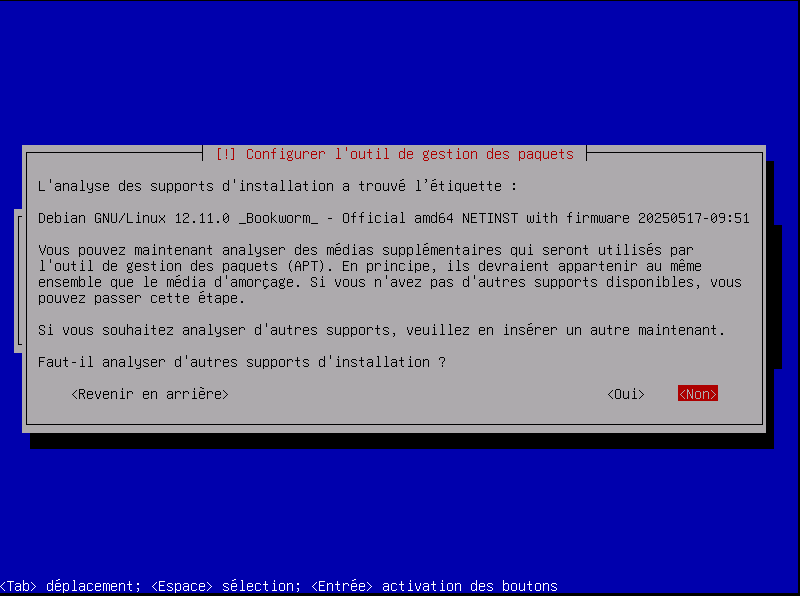 [!] Configurer l'outil de gestion des paquets
L'analyse des supports d'installation a trouvé l’étiquette :
Debian GNU/Linux 12.11.0 _Bookworm_ - Official amd64 NETINST with firmware 20250517-09:51
Vous pouvez maintenant analyser des médias supplémentaires qui seront utilisés par
l'outil de gestion des paquets (APT). En principe, ils devraient appartenir au même
ensemble que le média d'amorçage. Si vous n'avez pas d'autres supports disponibles, vous
pouvez passer cette étape.
Si vous souhaitez analyser d'autres supports, veuillez en insérer un autre maintenant.
Faut-il analyser d'autres supports d'installation ?
<Revenir en arrière> <Oui> <Non>
<Tab> déplacement; <Espace> sélection; <Entrée> activation des boutons